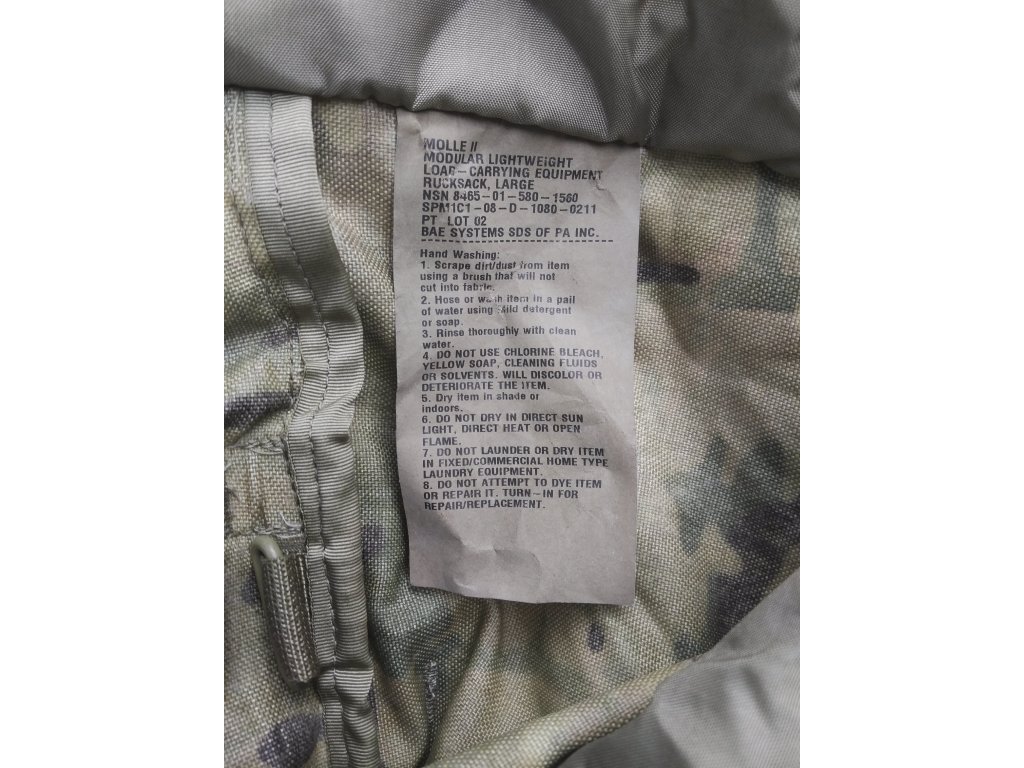 MOLLE II
MODULAR LIGHTWEIGHT
LOAD-CARRYING EQUIPMENT
RUCKSACK, LARGE
NSN 8465-01-580-1560
SPM1C1-08-D-1080-0211
PT LOT 02
BAE SYSTEMS SDS OF PA INC.
Hand Washing:
1. Scrape dirt/dust from item
using a brush that will not
cut into fabric.
2. Hose or wash item in a pail
of water using mild detergent
or soap.
3. Rinse thoroughly with clean
water.
4. DO NOT USE CHLORINE BLEACH,
YELLOW SOAP, CLEANING FLUIDS
OR SOLVENTS. WILL DISCOLOR OR
DETERIORATE THE ITEM.
5. Dry item in shade or
indoors.
6. DO NOT DRY IN DIRECT SUN
LIGHT, DIRECT HEAT OR OPEN
FLAME.
7. DO NOT LAUNDER OR DRY ITEM
IN FIXED/COMMERCIAL HOME TYPE
LAUNDRY EQUIPMENT.
8. DO NOT ATTEMPT TO DYE ITEM
OR REPAIR IT. TURN-IN FOR
REPAIR/REPLACEMENT.